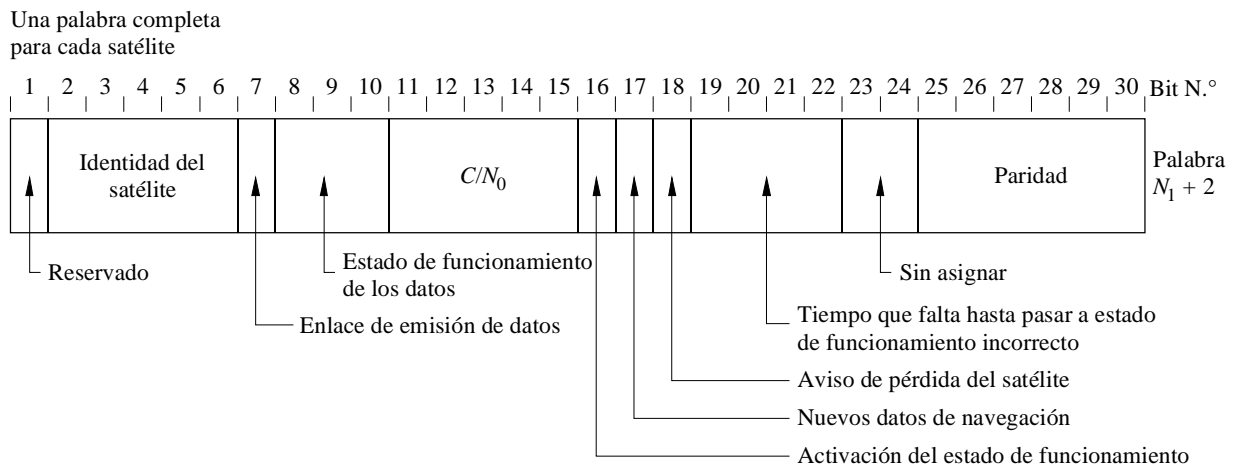 Una palabra completa
para cada satélite
1 2 3 4 5 6 7 8 9 10 11 12 13 14 15 16 17 18 19 20 21 22 23 24 25 26 27 28 29 30 Bit N.°
Identidad del
satélite
C/N0
Paridad
Palabra
N1 + 2
Reservado
Estado de funcionamiento
de los datos
Sin asignar
Enlace de emisión de datos
Tiempo que falta hasta pasar a estado
de funcionamiento incorrecto
Aviso de pérdida del satélite
Nuevos datos de navegación
Activación del estado de funcionamiento